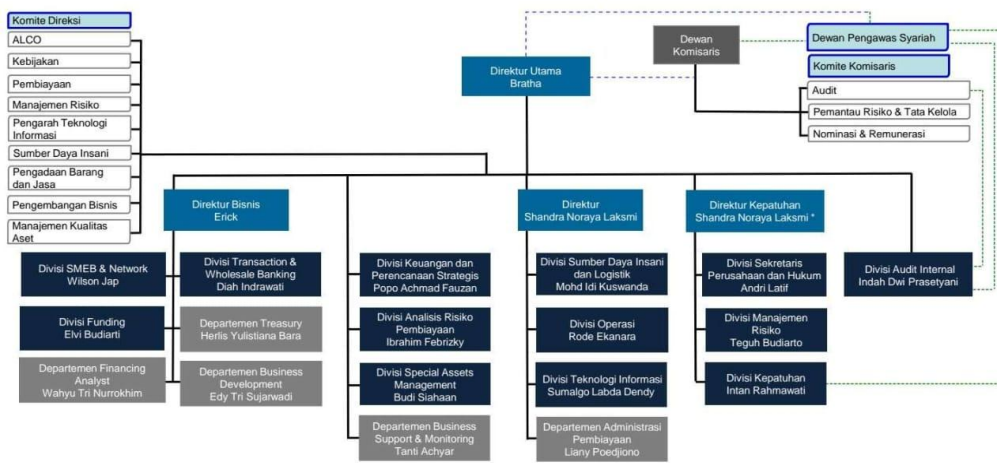 Komite Direksi
ALCO
Kebijakan
Pembiayaan
Manajemen Risiko
Pengarah Teknologi
Informasi
Sumber Daya Insani
Pengadaan Barang
dan Jasa
Pengembangan Bisnis
Manajemen Kualitas
Aset
Direktur Utama
Bratha
Dewan
Komisaris
Dewan Pengawas Syariah
Komite Komisaris
Audit
Pemantau Risiko & Tata Kelola
Nominasi & Remunerasi
Direktur Bisnis
Erick
Direktur
Shandra Noraya Laksmi
Direktur Kepatuhan
Shandra Noraya Laksmi *
Divisi SMEB & Network
Wilson Jap
Divisi Transaction &
Wholesale Banking
Diah Indrawati
Divisi Keuangan dan
Perencanaan Strategis
Popo Achmad Fauzan
Divisi Sumber Daya Insani
dan Logistik
Mohd Idi Kuswanda
Divisi Sekretaris
Perusahaan dan Hukum
Andri Latif
Divisi Audit Internal
Indah Dwi Prasetyani
Divisi Funding
Elvi Budiarti
Departemen Treasury
Herlis Yulistiana Bara
Divisi Analisis Risiko
Pembiayaan
Ibrahim Febrizky
Divisi Operasi
Rode Ekanara
Divisi Manajemen
Risiko
Teguh Budiarto
Departemen Financing
Analyst
Wahyu Tri Nurrokhim
Departemen Business
Development
Edy Tri Sujarwadi
Divisi Special Assets
Management
Budi Siahaan
Divisi Teknologi Informasi
Sumalgo Labda Dendy
Divisi Kepatuhan
Intan Rahmawati
Departemen Business
Support & Monitoring
Tanti Achyar
Departemen Administrasi
Pembiayaan
Liany Poedjiono